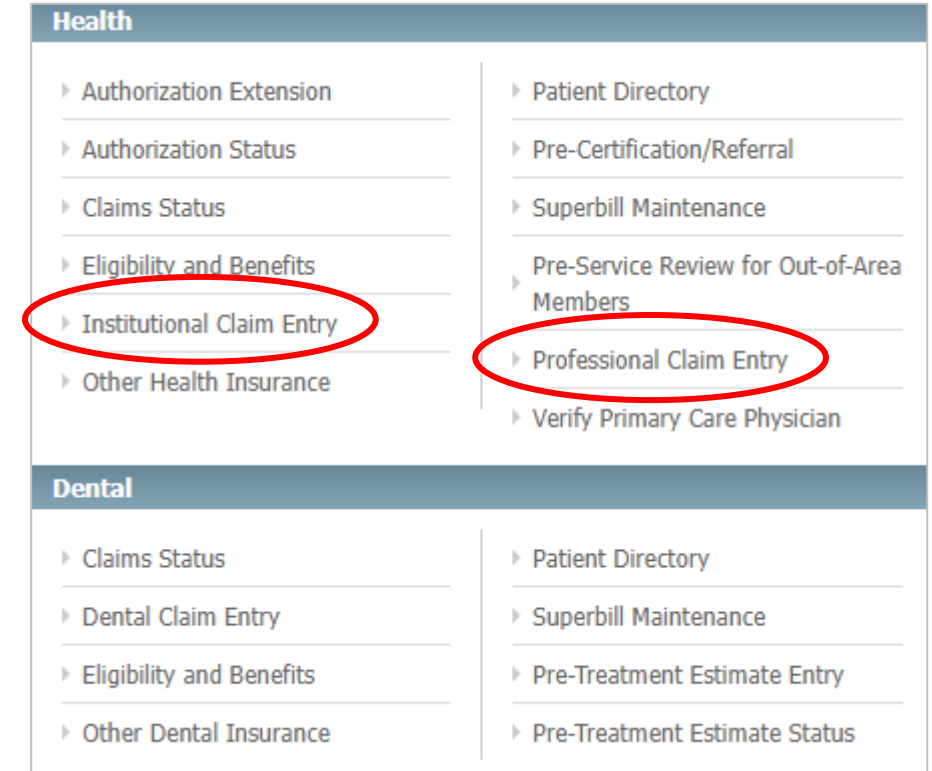 Health
Authorization Extension
Authorization Status
Claims Status
Eligibility and Benefits
Institutional Claim Entry
Other Health Insurance
Patient Directory
Pre-Certification/Referral
Superbill Maintenance
Pre-Service Review for Out-of-Area
Members
Professional Claim Entry
Verify Primary Care Physician
Dental
Claims Status
Dental Claim Entry
Eligibility and Benefits
Other Dental Insurance
Patient Directory
Superbill Maintenance
Pre-Treatment Estimate Entry
Pre-Treatment Estimate Status